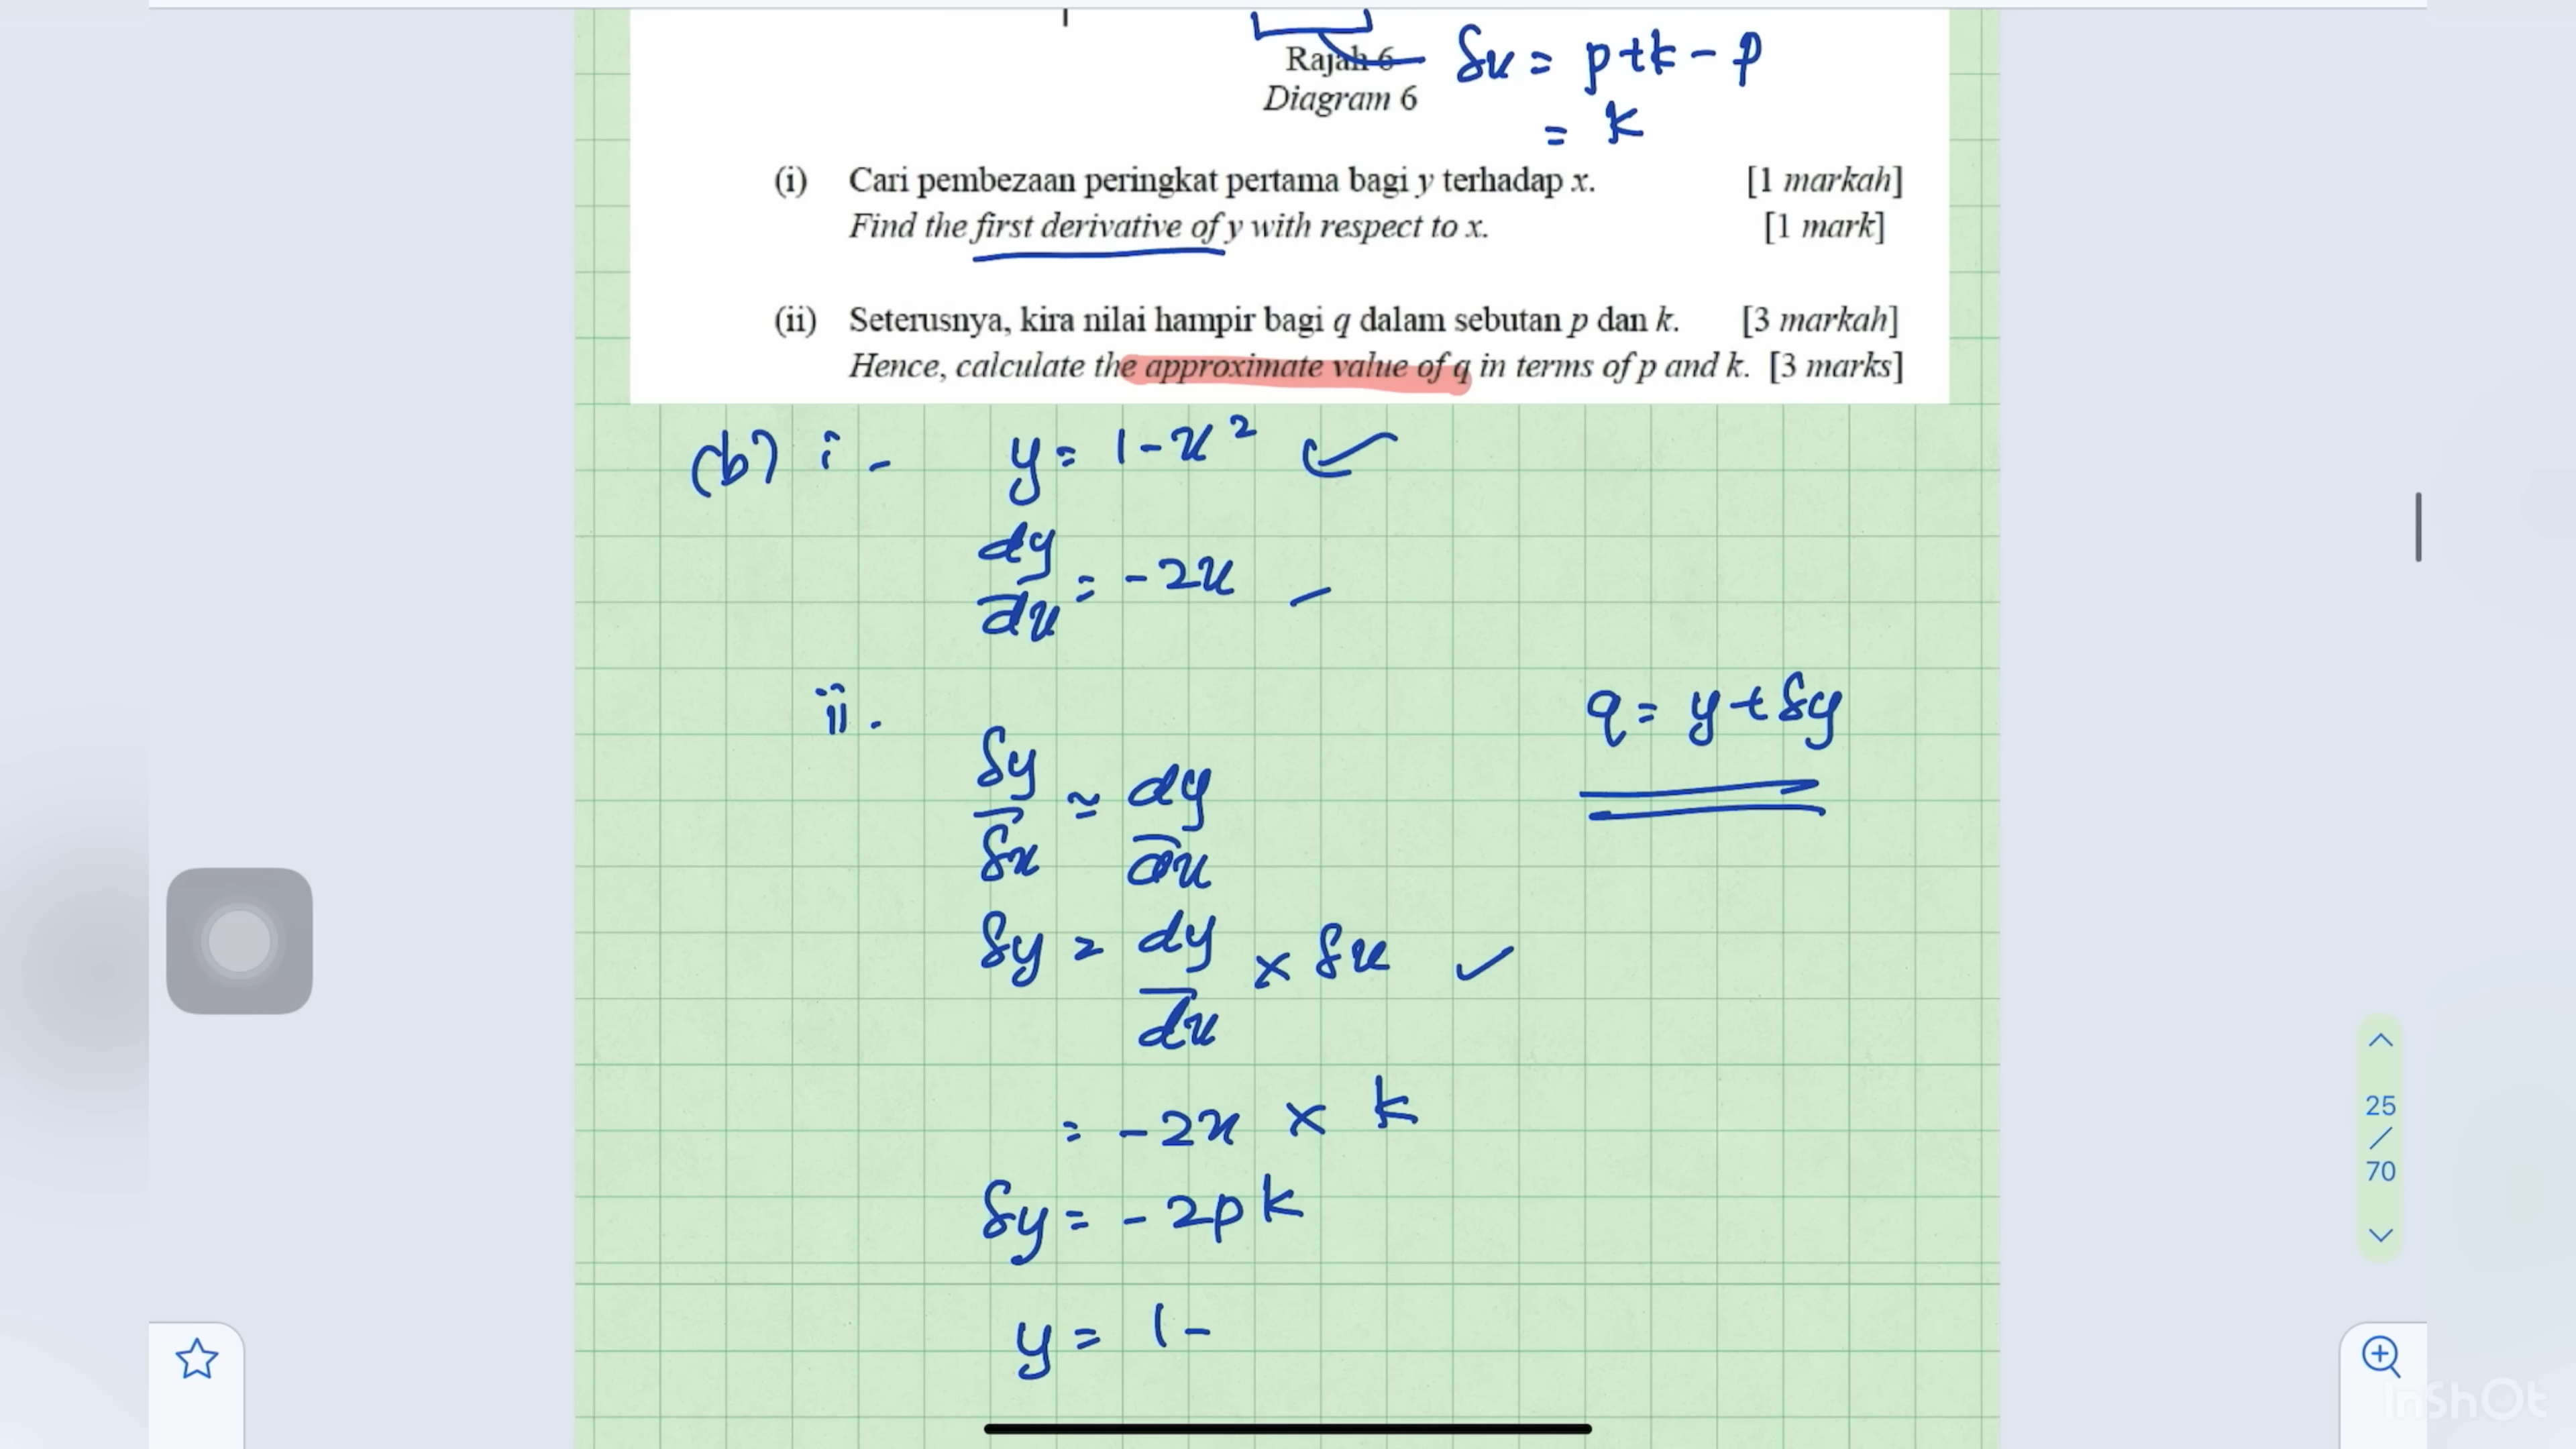 Rajah 6
Diagram 6
δx = p+k-p
= k
(i) Cari pembezaan peringkat pertama bagi y terhadap x. [1 markah]
Find the first derivative of y with respect to x. [1 mark]
(ii) Seterusnya, kira nilai hampir bagi q dalam sebutan p dan k. [3 markah]
Hence, calculate the approximate value of q in terms of p and k. [3 marks]
(b) i - y = 1-x²
dy/dx = -2x
ii.
q = y+δy
δy/δx ≈ dy/dx
δy = dy/dx × δx
= -2x × k
δy = -2pk
y = 1-
25
/
70
InShOt